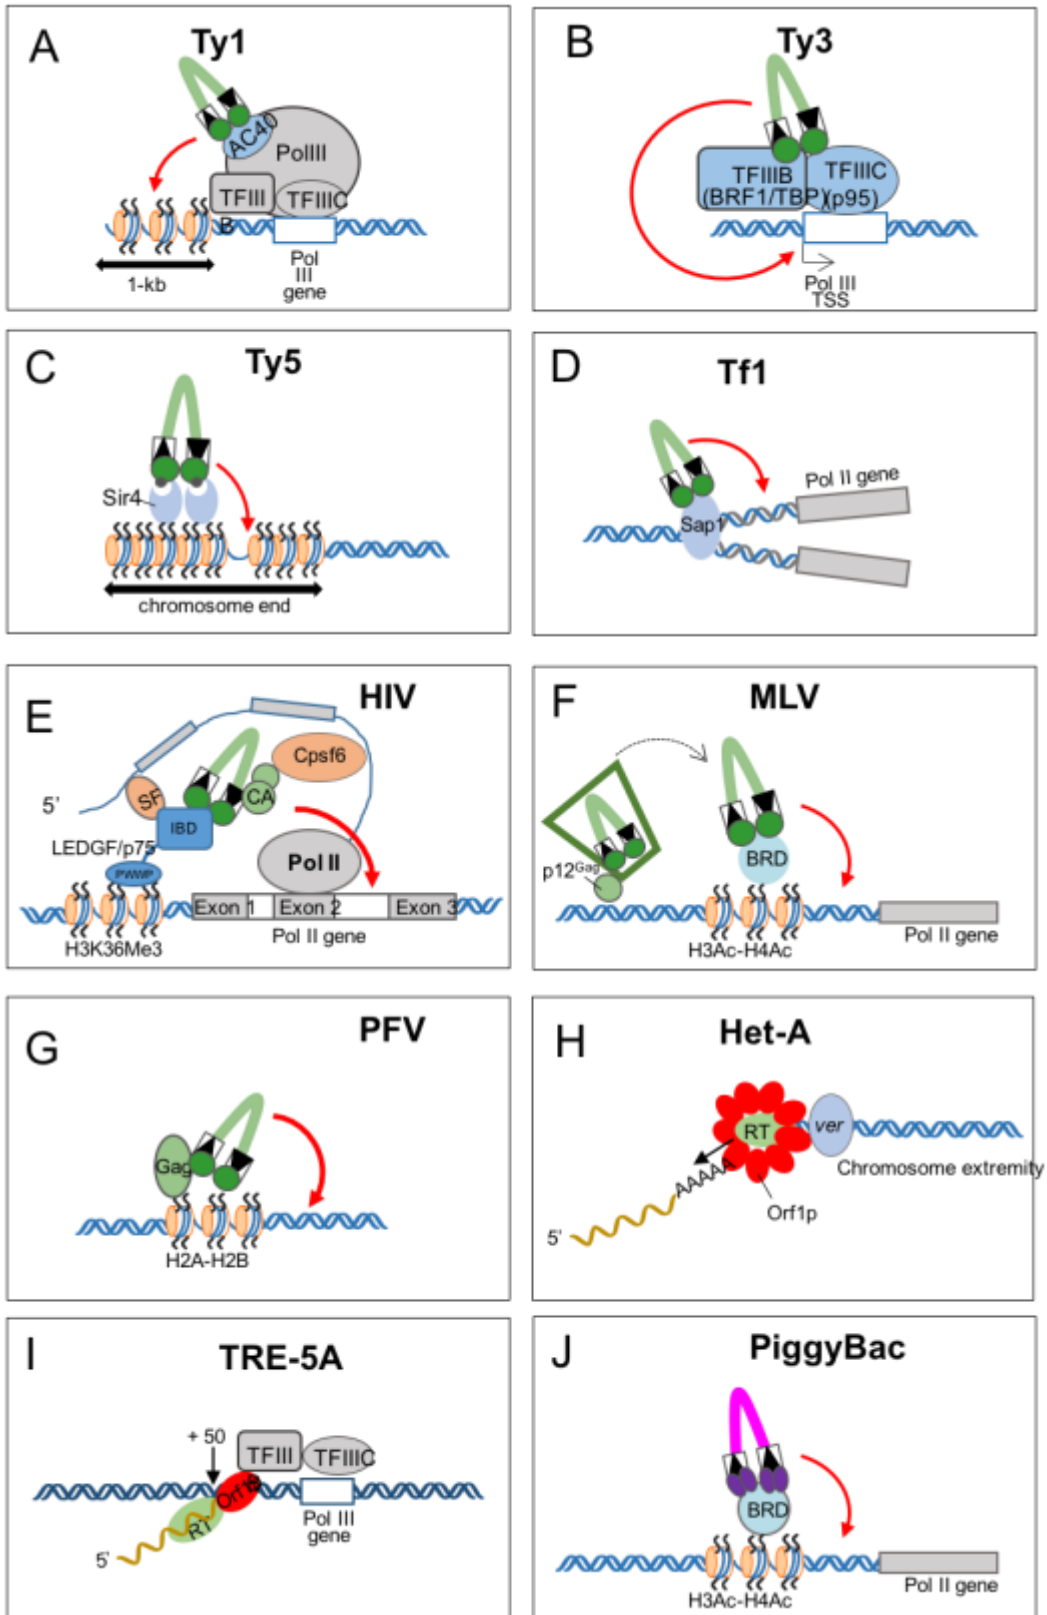 A
Ty1
AC40
PolIII
TFIII
B
TFIIIC
1-kb
Pol
III
gene
B
Ty3
TFIIIB
(BRF1/TBP)
TFIIIC
(p95)
Pol III
TSS
C
Ty5
Sir4
chromosome end
D
Tf1
Pol II gene
Sap1
E
HIV
Cpsf6
SF
CA
5'
IBD
LEDGF/p75
PWWP
Pol II
Exon 1
Exon 2
Exon 3
Pol II gene
H3K36Me3
F
MLV
p12Gag
BRD
Pol II gene
H3Ac-H4Ac
G
PFV
Gag
H2A-H2B
H
Het-A
RT
ver
AAAAA
Chromosome extremity
Orf1p
5'
I
TRE-5A
+ 50
TFIII
TFIIIC
RT
Pol III
gene
5'
J
PiggyBac
BRD
Pol II gene
H3Ac-H4Ac